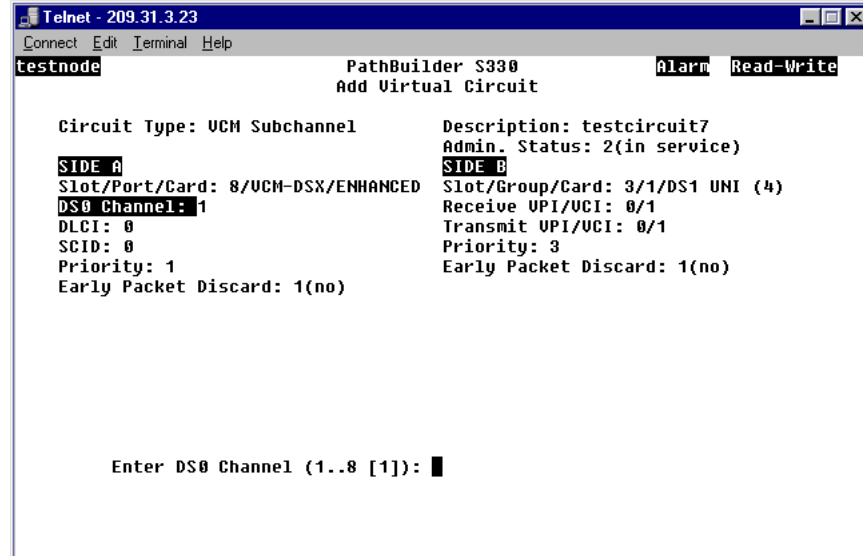 Telnet - 209.31.3.23
Connect Edit Terminal Help
testnode PathBuilder S330 Alarm Read-Write
Add Virtual Circuit
Circuit Type: VCM Subchannel Description: testcircuit7
Admin. Status: 2(in service)
SIDE A SIDE B
Slot/Port/Card: 8/VCM-DSX/ENHANCED Slot/Group/Card: 3/1/DS1 UNI (4)
DS0 Channel: 1 Receive VPI/VCI: 0/1
DLCI: 0 Transmit VPI/VCI: 0/1
SCID: 0 Priority: 3
Priority: 1 Early Packet Discard: 1(no)
Early Packet Discard: 1(no)
Enter DS0 Channel (1..8 [1]):